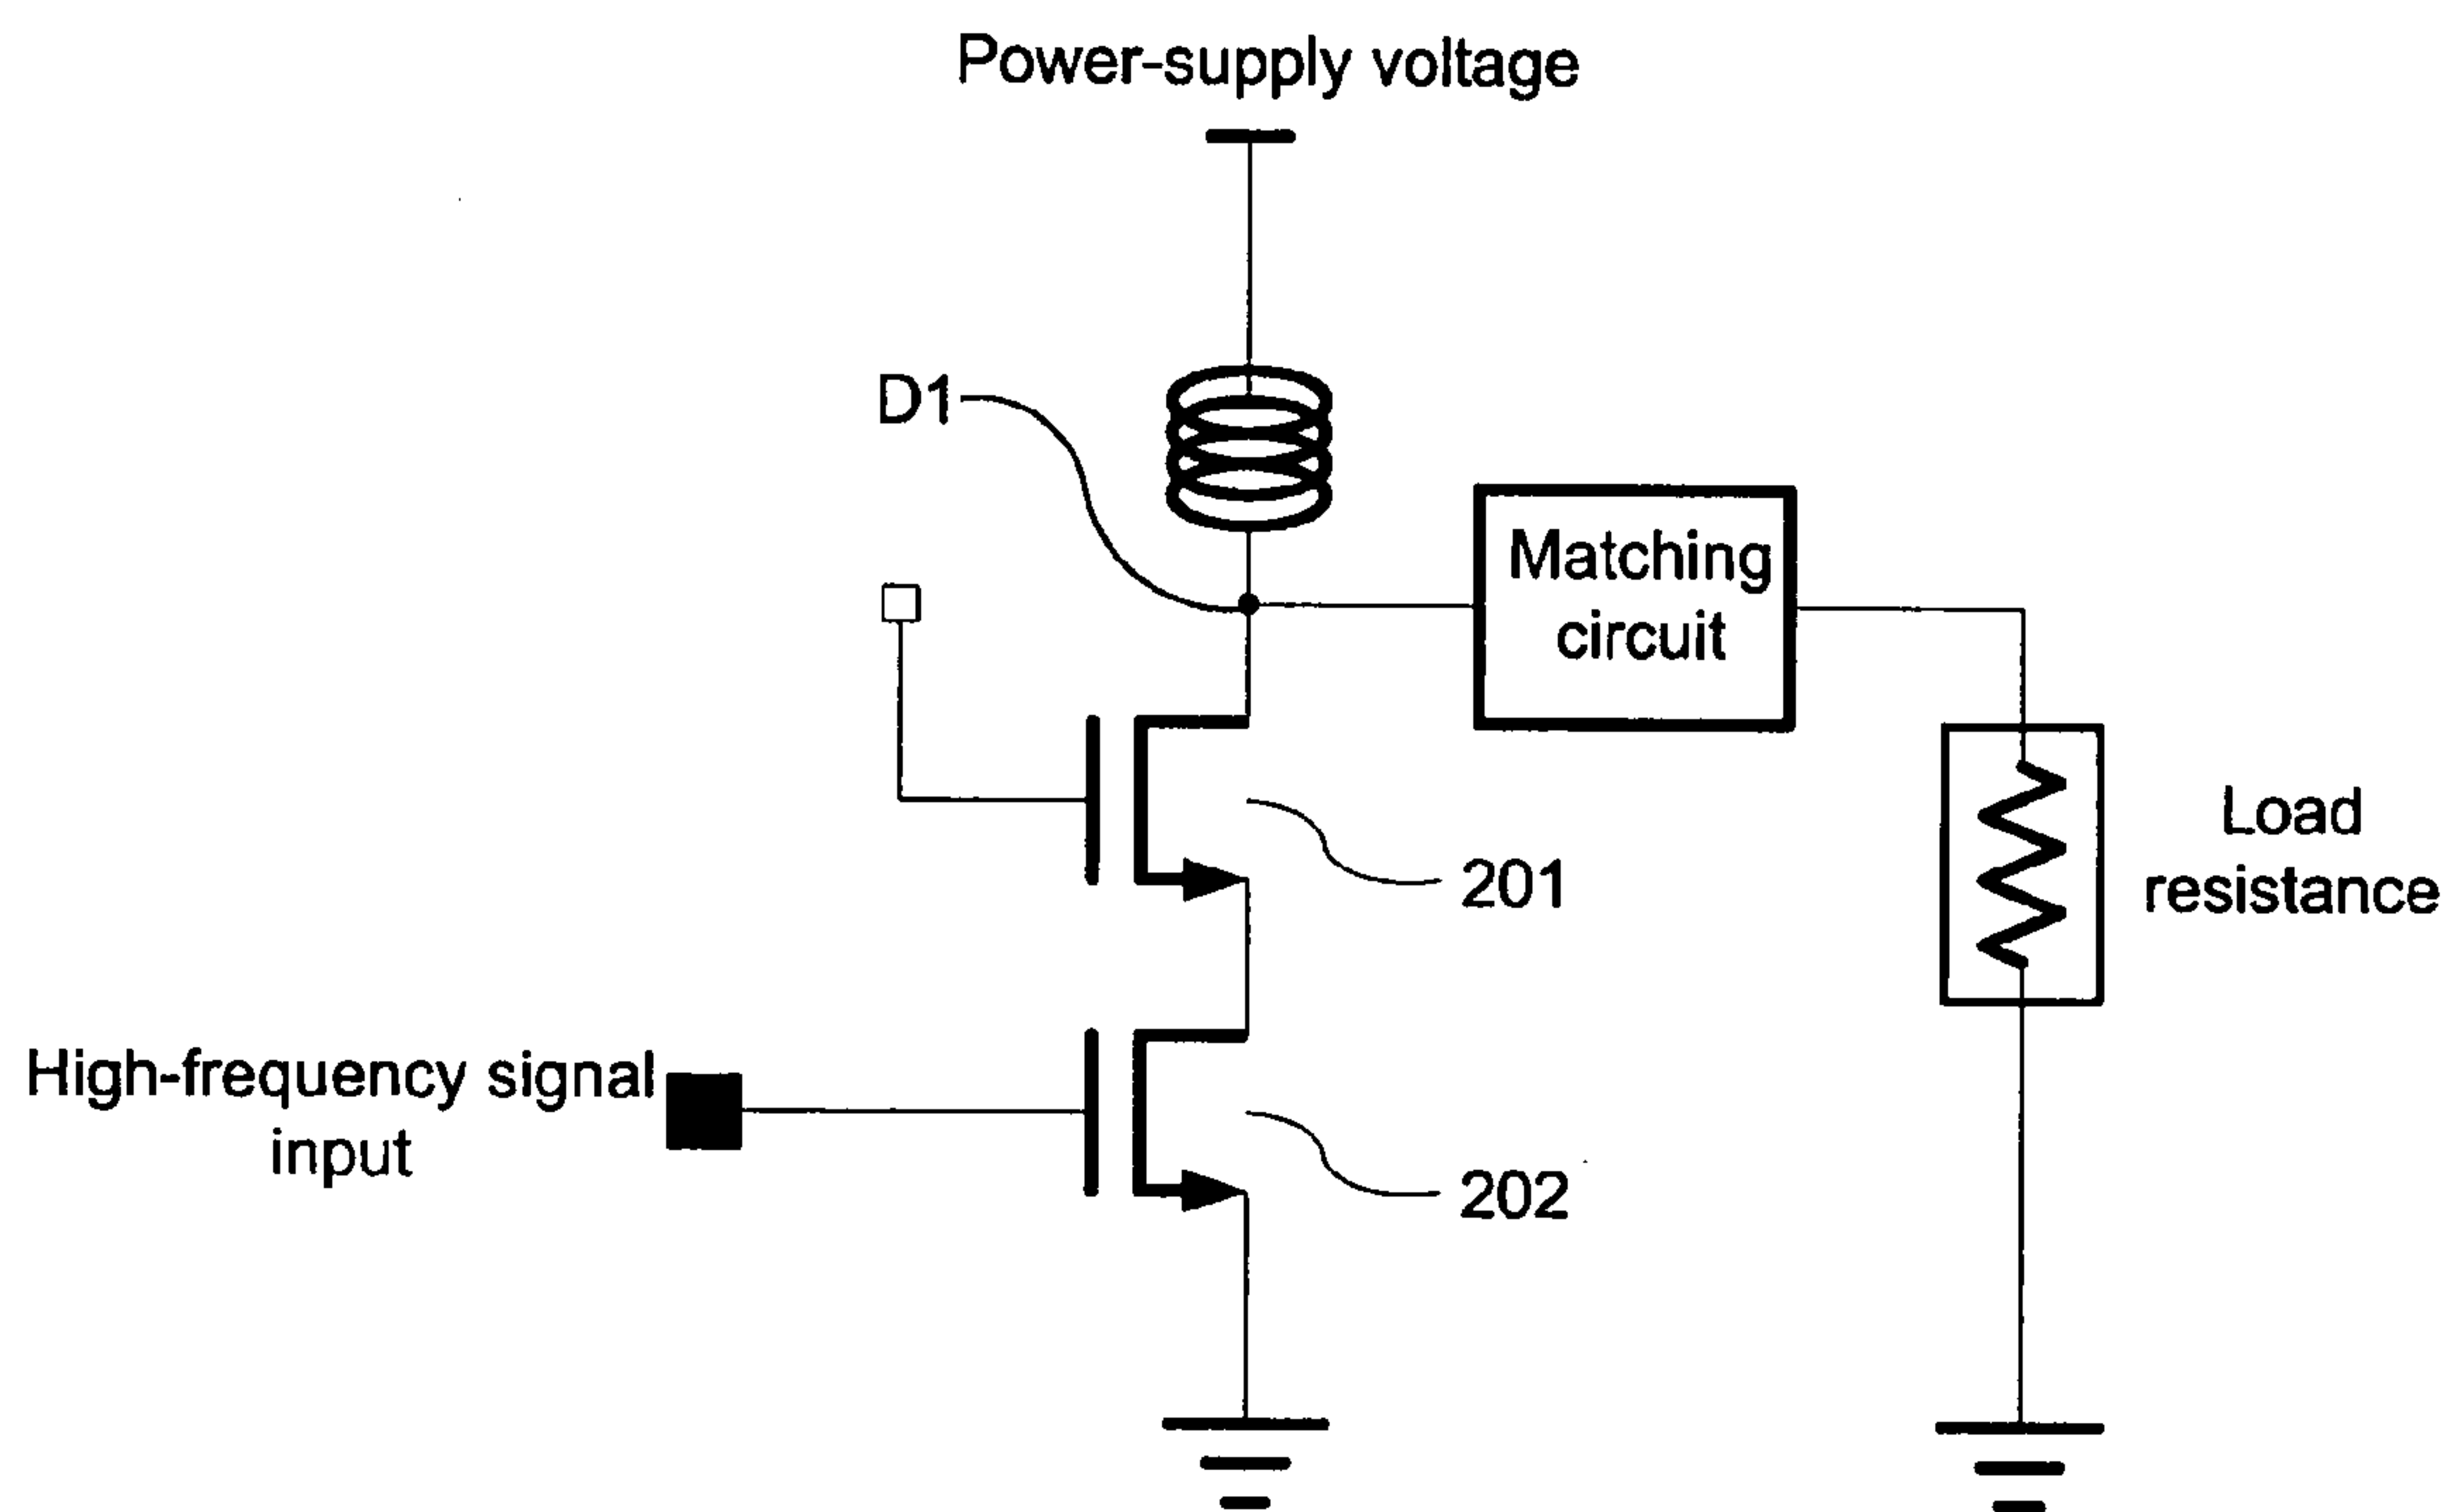 Power-supply voltage
D1
Matching
circuit
Load
resistance
201
High-frequency signal
input
202